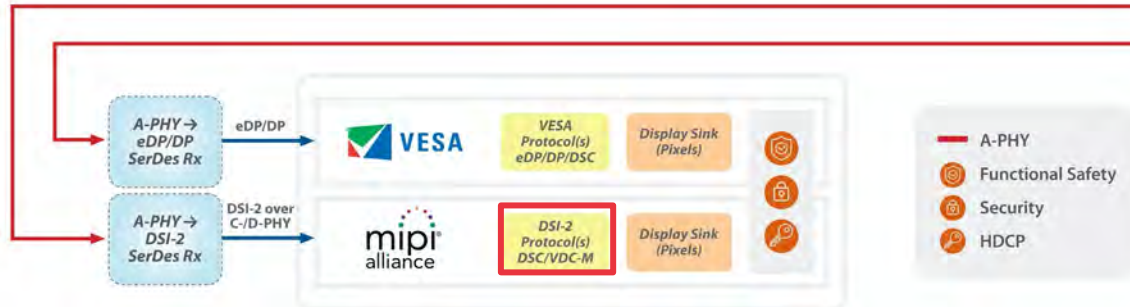 A-PHY →
eDP/DP
SerDes Rx
eDP/DP
VESA
VESA
Protocol(s)
eDP/DP/DSC
Display Sink
(Pixels)
A-PHY →
DSI-2
SerDes Rx
DSI-2 over
C-/D-PHY
mipi®
alliance
DSI-2
Protocol(s)
DSC/VDC-M
Display Sink
(Pixels)
A-PHY
Functional Safety
Security
HDCP